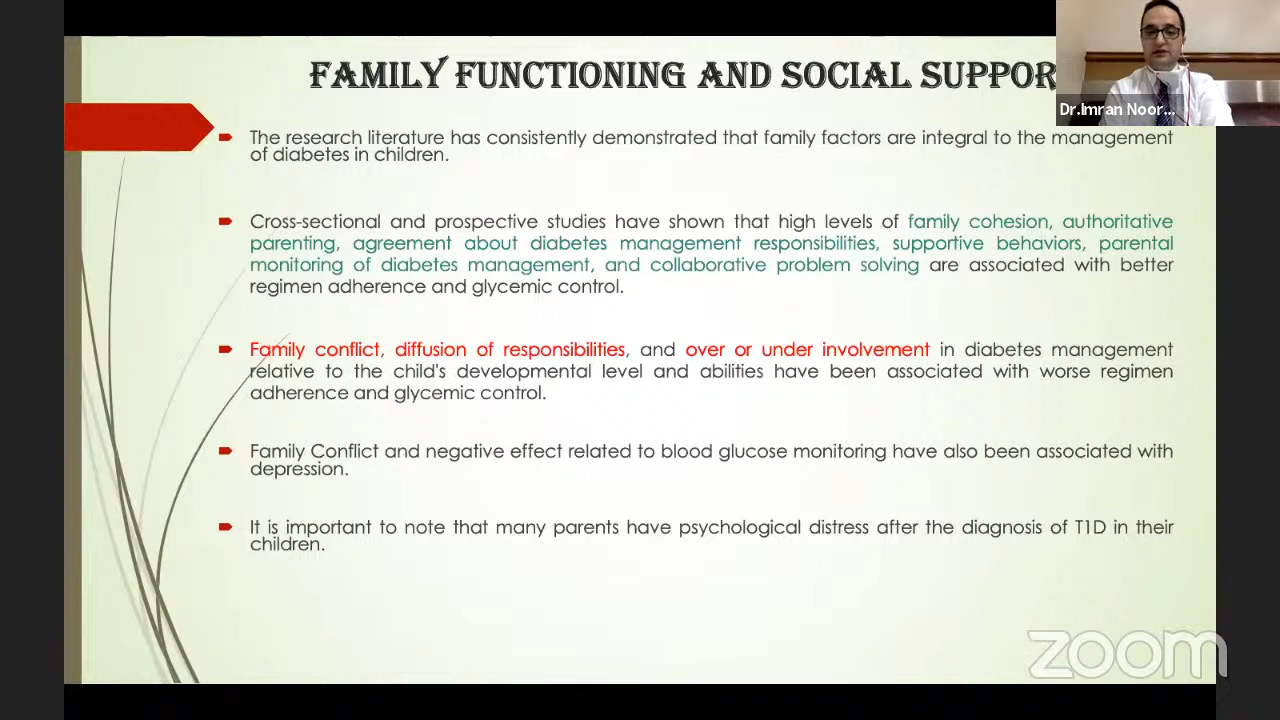 FAMILY FUNCTIONING AND SOCIAL SUPPOR
Dr.Imran Noor...
The research literature has consistently demonstrated that family factors are integral to the management
of diabetes in children.
Cross-sectional and prospective studies have shown that high levels of family cohesion, authoritative
parenting, agreement about diabetes management responsibilities, supportive behaviors, parental
monitoring of diabetes management, and collaborative problem solving are associated with better
regimen adherence and glycemic control.
Family conflict, diffusion of responsibilities, and over or under involvement in diabetes management
relative to the child's developmental level and abilities have been associated with worse regimen
adherence and glycemic control.
Family Conflict and negative effect related to blood glucose monitoring have also been associated with
depression.
It is important to note that many parents have psychological distress after the diagnosis of T1D in their
children.
zoom